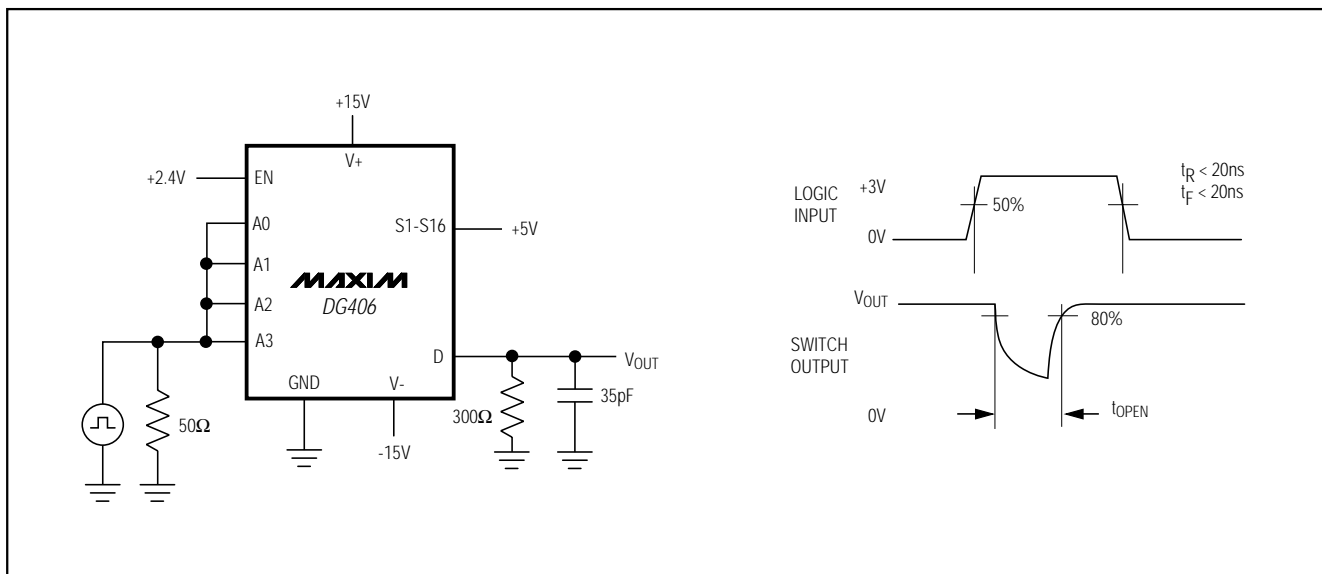 +15V
V+
+2.4V
EN
A0
S1-S16
+5V
A1
MAXIM
A2
DG406
A3
D
VOUT
GND
V-
50Ω
300Ω
35pF
-15V
LOGIC
INPUT
+3V
50%
0V
tR < 20ns
tF < 20ns
VOUT
80%
SWITCH
OUTPUT
0V
tOPEN